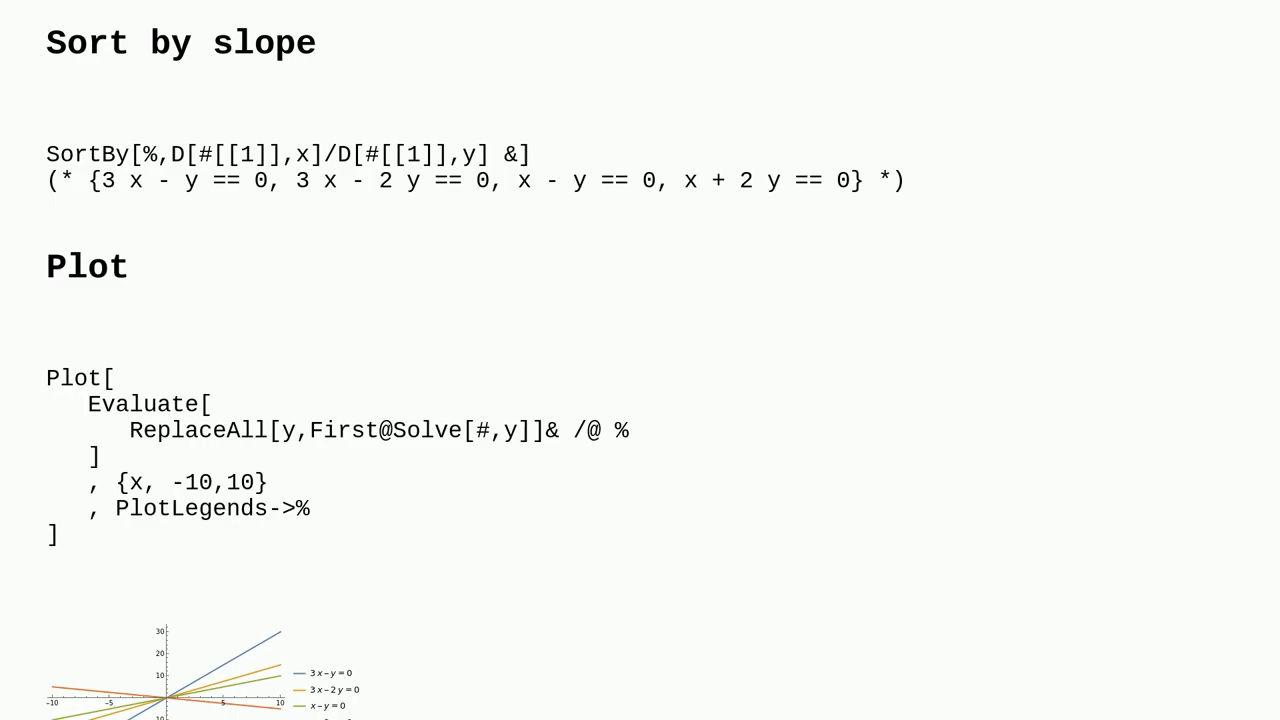 Sort by slope
SortBy[%,D[#[[1]],x]/D[#[[1]],y] &]
(* {3 x - y == 0, 3 x - 2 y == 0, x - y == 0, x + 2 y == 0} *)
Plot
Plot[
   Evaluate[
      ReplaceAll[y,First@Solve[#,y]]& /@ %
   ]
   , {x, -10,10}
   , PlotLegends->%
]
30
20
10
3 x – y = 0
3 x – 2 y = 0
x – y = 0
–10 –5 5 10